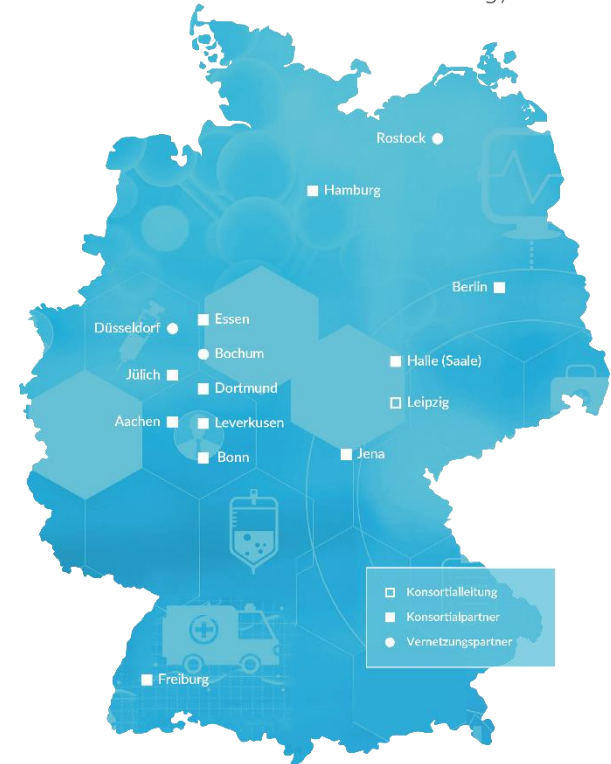 Rostock
Hamburg
Berlin
Essen
Düsseldorf
Bochum
Halle (Saale)
Jülich
Dortmund
Leipzig
Aachen
Leverkusen
Jena
Bonn
Konsortialleitung
Konsortialpartner
Vernetzungspartner
Freiburg